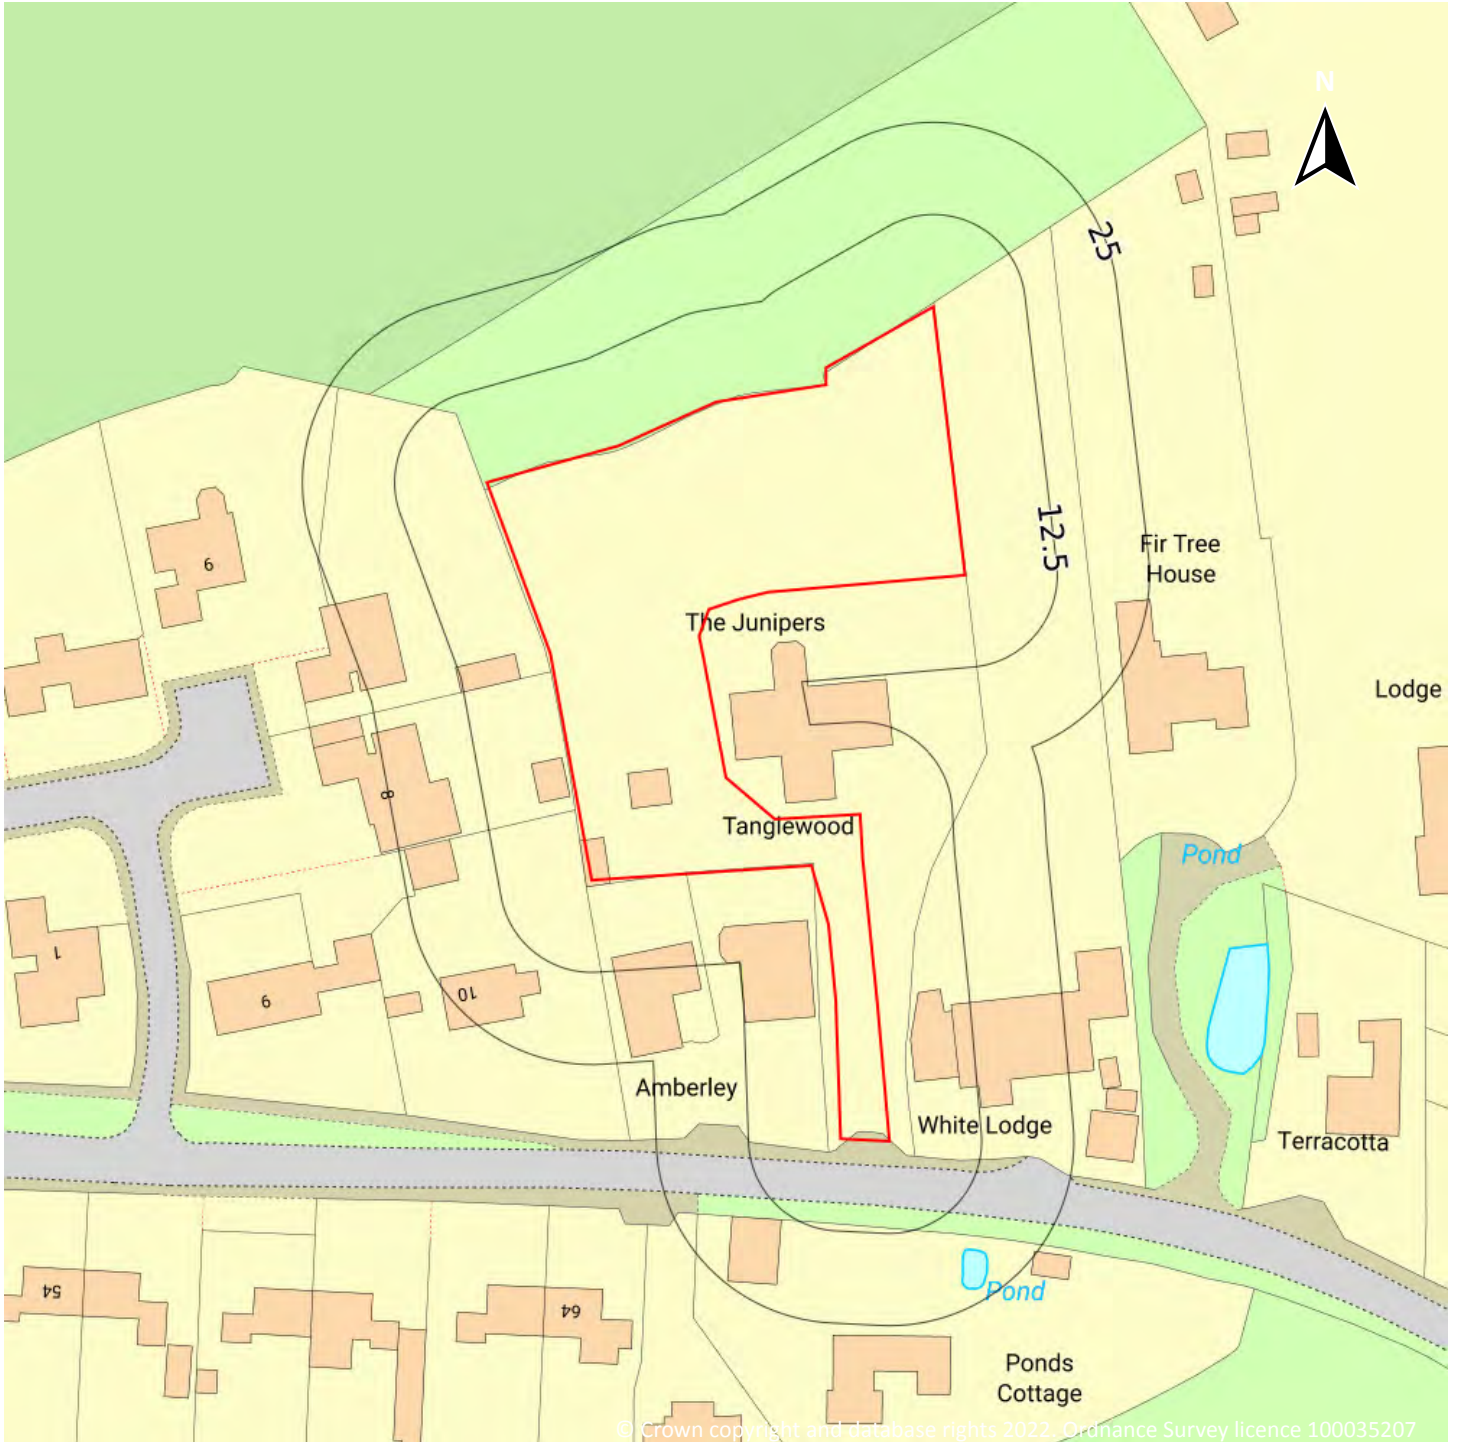 N
25
12.5
Fir Tree
House
9
The Junipers
Lodge
8
Tanglewood
Pond
1
9
10
Amberley
White Lodge
Terracotta
54
64
Pond
Ponds
Cottage
© Crown copyright and database rights 2022. Ordnance Survey licence 100035207